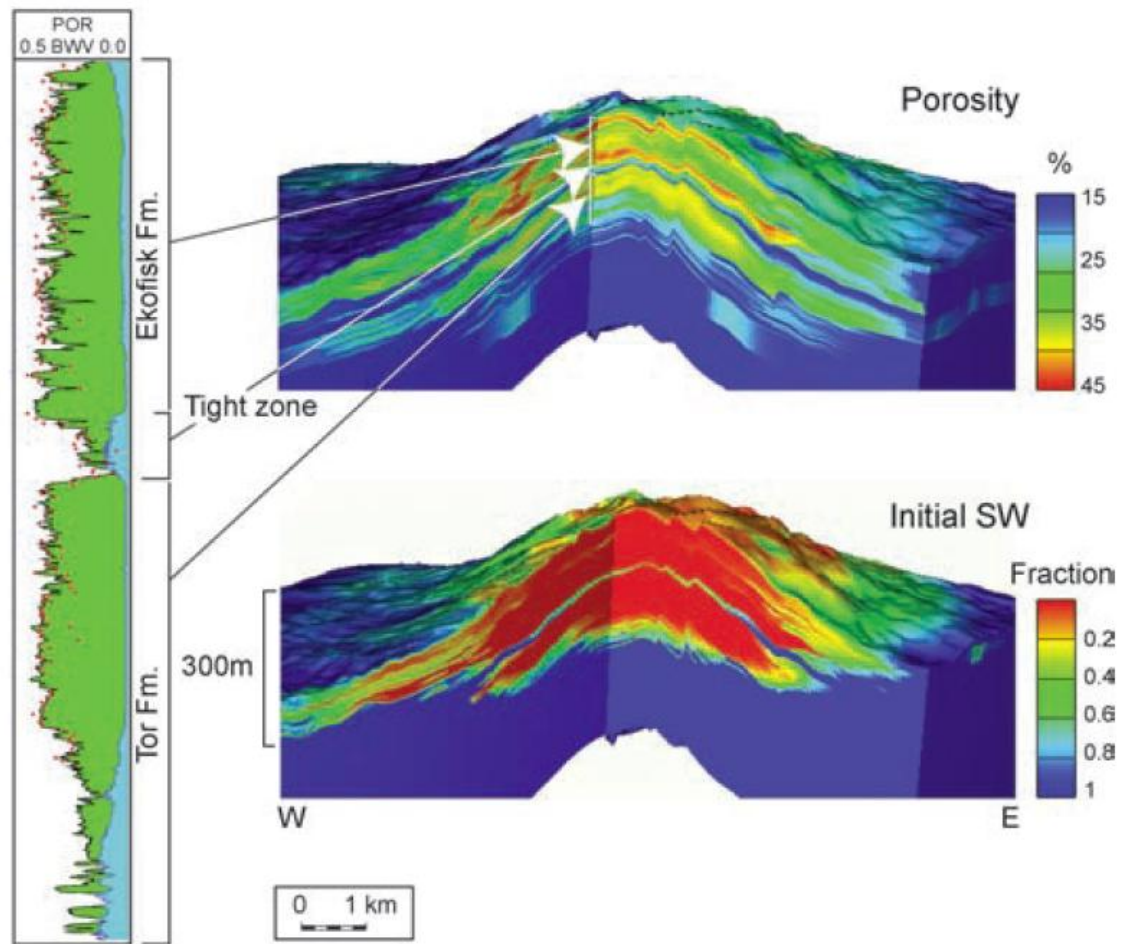 POR
0.5 BWV 0.0
Ekofisk Fm.
Tight zone
Tor Fm.
Porosity
%
15
25
35
45
Initial SW
Fraction
0.2
0.4
0.6
0.8
1
300m
W
E
0 1 km